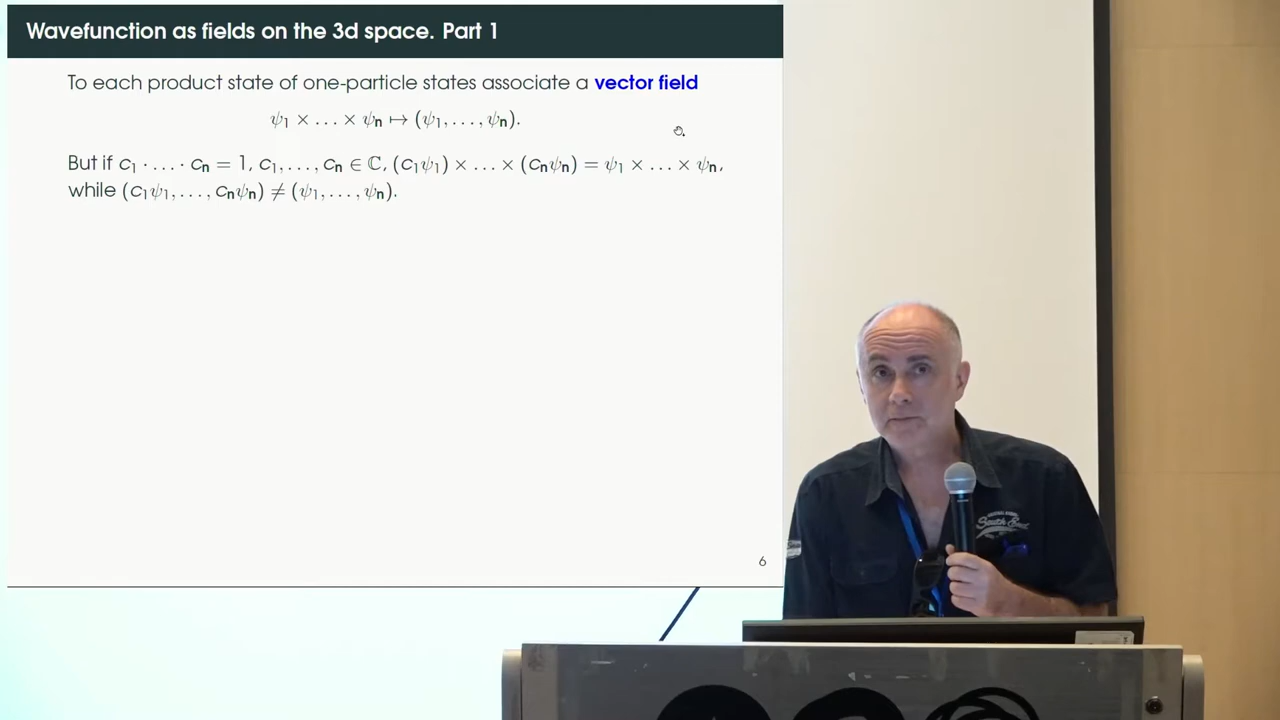 Wavefunction as fields on the 3d space. Part 1
To each product state of one-particle states associate a vector field
ψ₁ × … × ψₙ ↦ (ψ₁, …, ψₙ).
But if c₁ · … · cₙ = 1, c₁, …, cₙ ∈ ℂ, (c₁ψ₁) × … × (cₙψₙ) = ψ₁ × … × ψₙ,
while (c₁ψ₁, …, cₙψₙ) ≠ (ψ₁, …, ψₙ).
6
South End